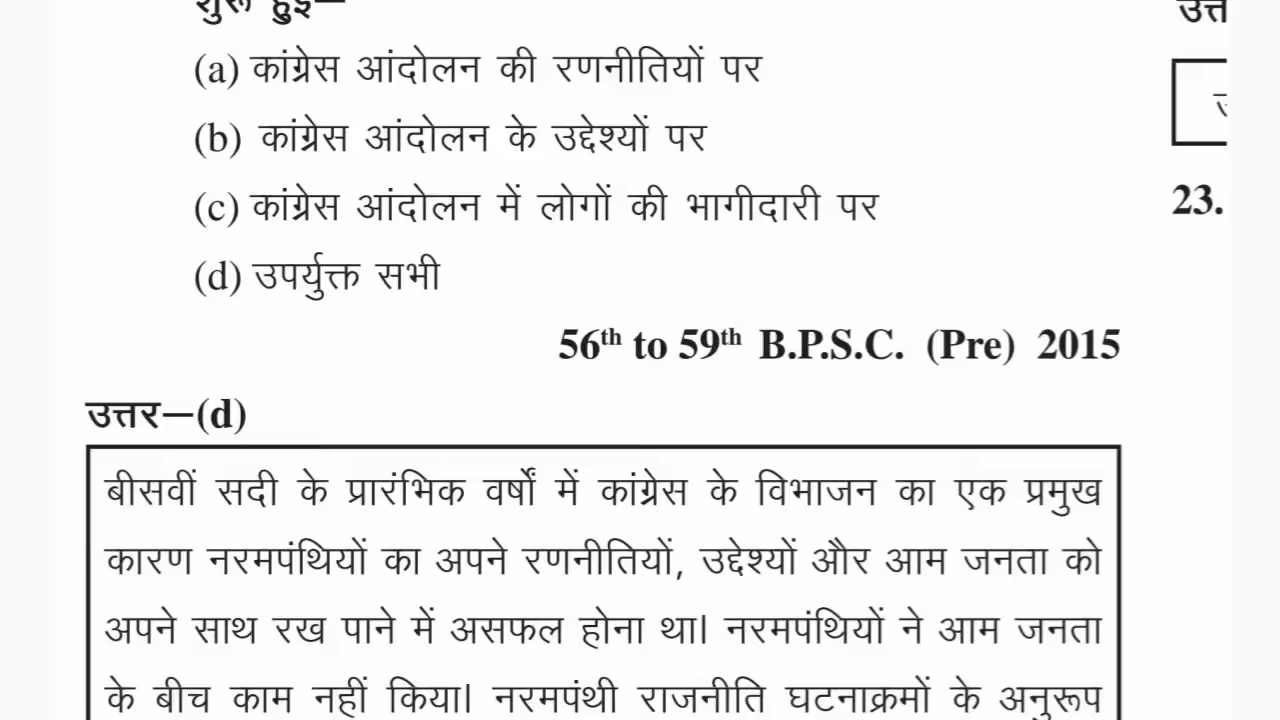 शुरू हुई—
(a) कांग्रेस आंदोलन की रणनीतियों पर
(b) कांग्रेस आंदोलन के उद्देश्यों पर
(c) कांग्रेस आंदोलन में लोगों की भागीदारी पर
(d) उपर्युक्त सभी
56th to 59th B.P.S.C. (Pre) 2015
उत्तर—(d)
बीसवीं सदी के प्रारंभिक वर्षों में कांग्रेस के विभाजन का एक प्रमुख
कारण नरमपंथियों का अपने रणनीतियों, उद्देश्यों और आम जनता को
अपने साथ रख पाने में असफल होना था। नरमपंथियों ने आम जनता
के बीच काम नहीं किया। नरमपंथी राजनीति घटनाक्रमों के अनुरूप
23.